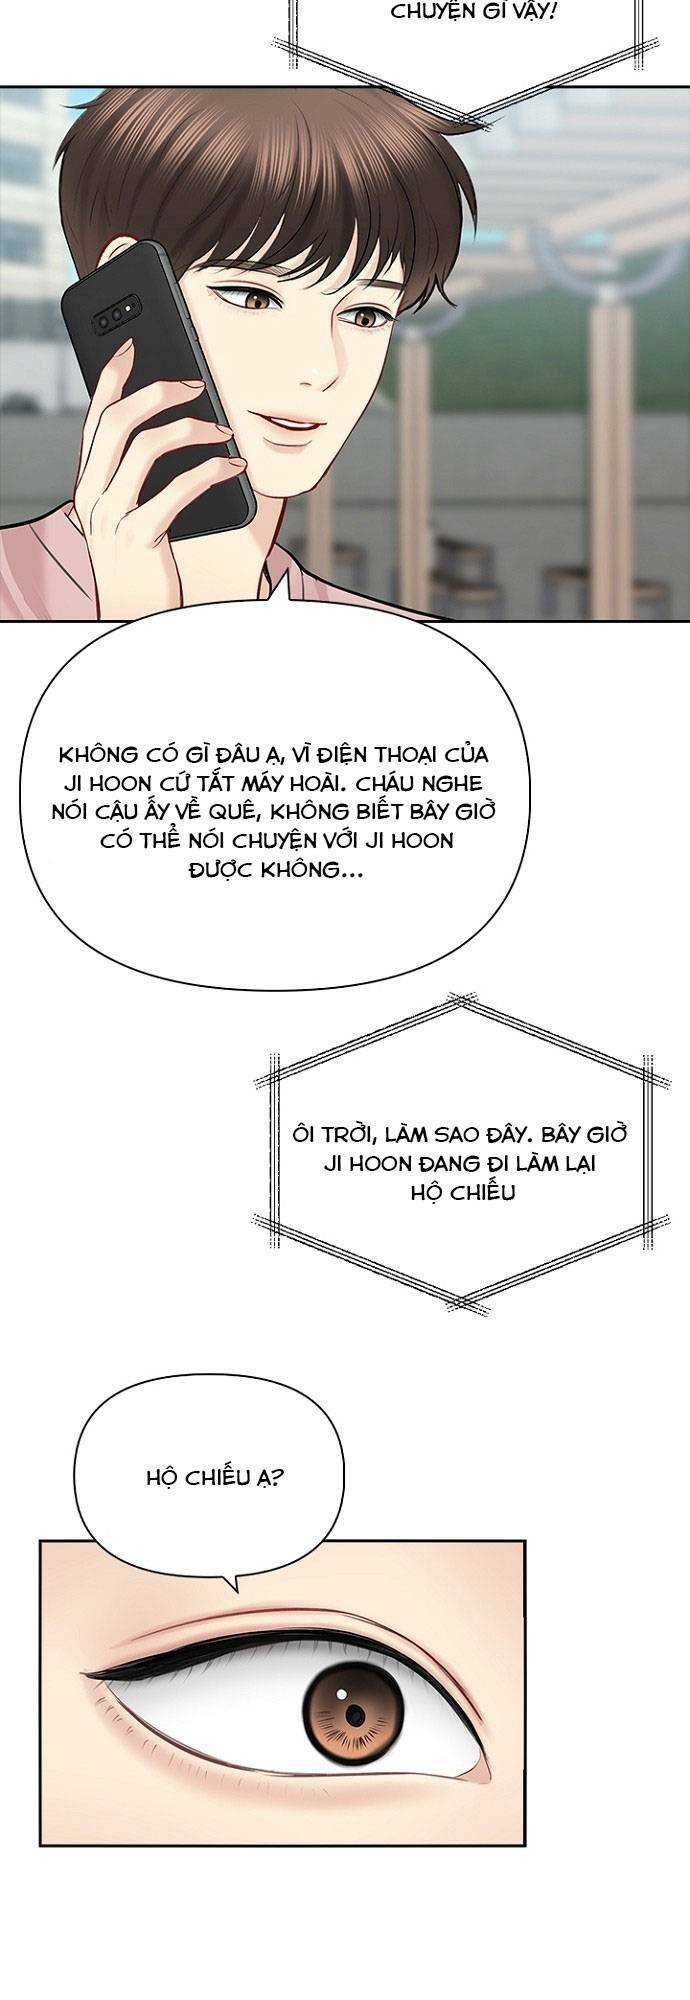 CHUYỆN GÌ VẬY!
KHÔNG CÓ GÌ ĐÂU Ạ, VÌ ĐIỆN THOẠI CỦA
JI HOON CỨ TẮT MÁY HOÀI. CHÁU NGHE
NÓI CẬU ẤY VỀ QUÊ, KHÔNG BIẾT BÂY GIỜ
CÓ THỂ NÓI CHUYỆN VỚI JI HOON
ĐƯỢC KHÔNG...
ÔI TRỜI, LÀM SAO ĐÂY. BÂY GIỜ
JI HOON ĐANG ĐI LÀM LẠI
HỘ CHIẾU
HỘ CHIẾU Ạ?